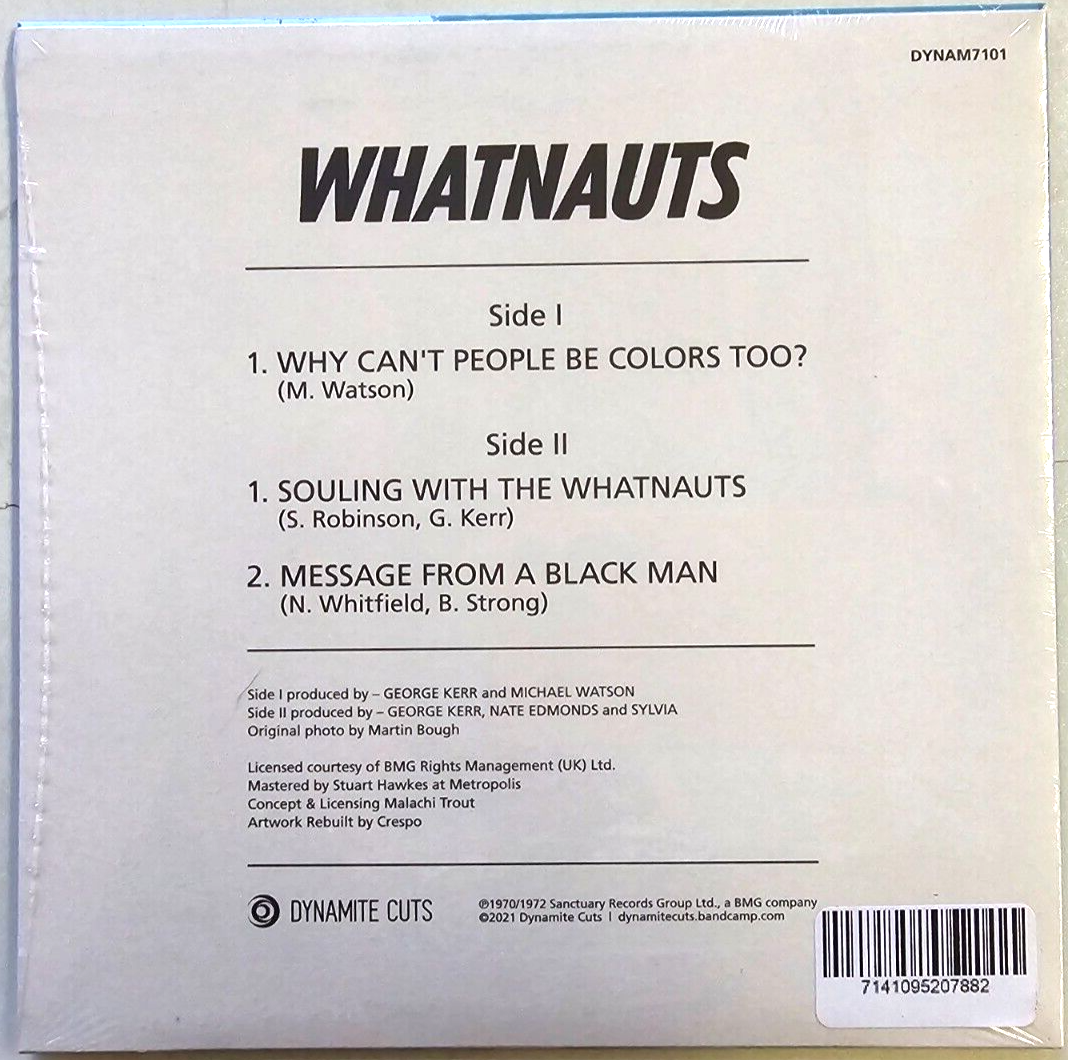 DYNAM7101
WHATNAUTS
Side I
1. WHY CAN'T PEOPLE BE COLORS TOO?
(M. Watson)
Side II
1. SOULING WITH THE WHATNAUTS
(S. Robinson, G. Kerr)
2. MESSAGE FROM A BLACK MAN
(N. Whitfield, B. Strong)
Side I produced by – GEORGE KERR and MICHAEL WATSON
Side II produced by – GEORGE KERR, NATE EDMONDS and SYLVIA
Original photo by Martin Bough
Licensed courtesy of BMG Rights Management (UK) Ltd.
Mastered by Stuart Hawkes at Metropolis
Concept & Licensing Malachi Trout
Artwork Rebuilt by Crespo
DYNAMITE CUTS
℗1970/1972 Sanctuary Records Group Ltd., a BMG company
©2021 Dynamite Cuts | dynamitecuts.bandcamp.com
7141095207882